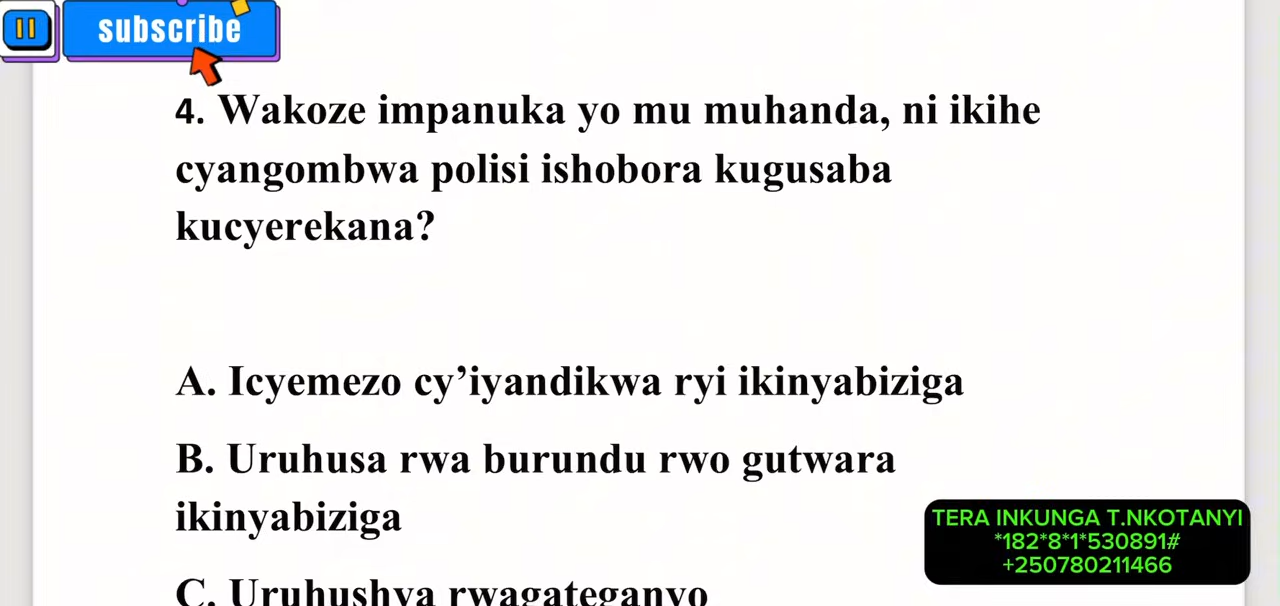 subscribe
4. Wakoze impanuka yo mu muhanda, ni ikihe
cyangombwa polisi ishobora kugusaba
kucyerekana?
A. Icyemezo cy’iyandikwa ryi ikinyabiziga
B. Uruhusa rwa burundu rwo gutwara
ikinyabiziga
C. Uruhushya rwagateganyo
TERA INKUNGA T.NKOTANYI
*182*8*1*530891#
+250780211466